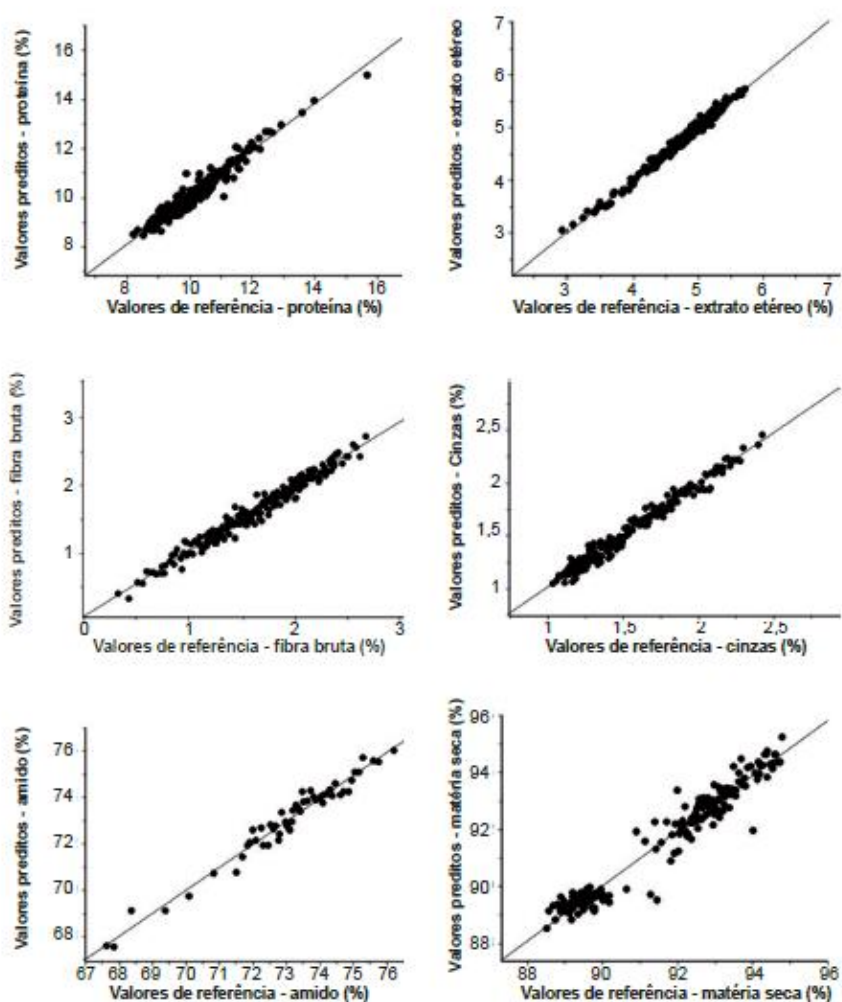 Valores preditos - proteína (%)
16
14
12
10
8
8 10 12 14 16
Valores de referência - proteína (%)
Valores preditos - extrato etéreo
7
6
5
4
3
3 4 5 6 7
Valores de referência - extrato etéreo (%)
Valores preditos - fibra bruta (%)
3
2
1
0 1 2 3
Valores de referência - fibra bruta (%)
Valores preditos - Cinzas (%)
2,5
2
1,5
1
1 1,5 2 2,5
Valores de referência - cinzas (%)
Valores preditos - amido (%)
76
74
72
70
68
67 68 69 70 71 72 73 74 75 76
Valores de referência - amido (%)
Valores preditos - matéria seca (%)
96
94
92
90
88
88 90 92 94 96
Valores de referência - matéria seca (%)